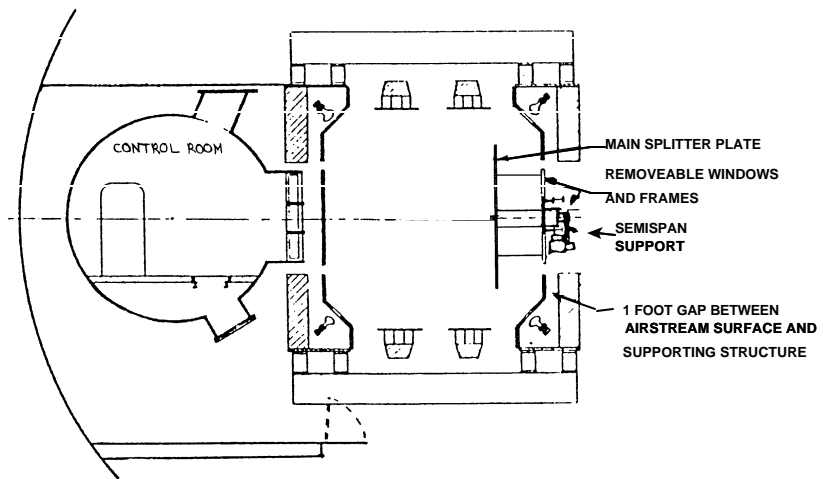 CONTROL ROOM
MAIN SPLITTER PLATE
REMOVEABLE WINDOWS
AND FRAMES
SEMISPAN
SUPPORT
1 FOOT GAP BETWEEN
AIRSTREAM SURFACE AND
SUPPORTING STRUCTURE